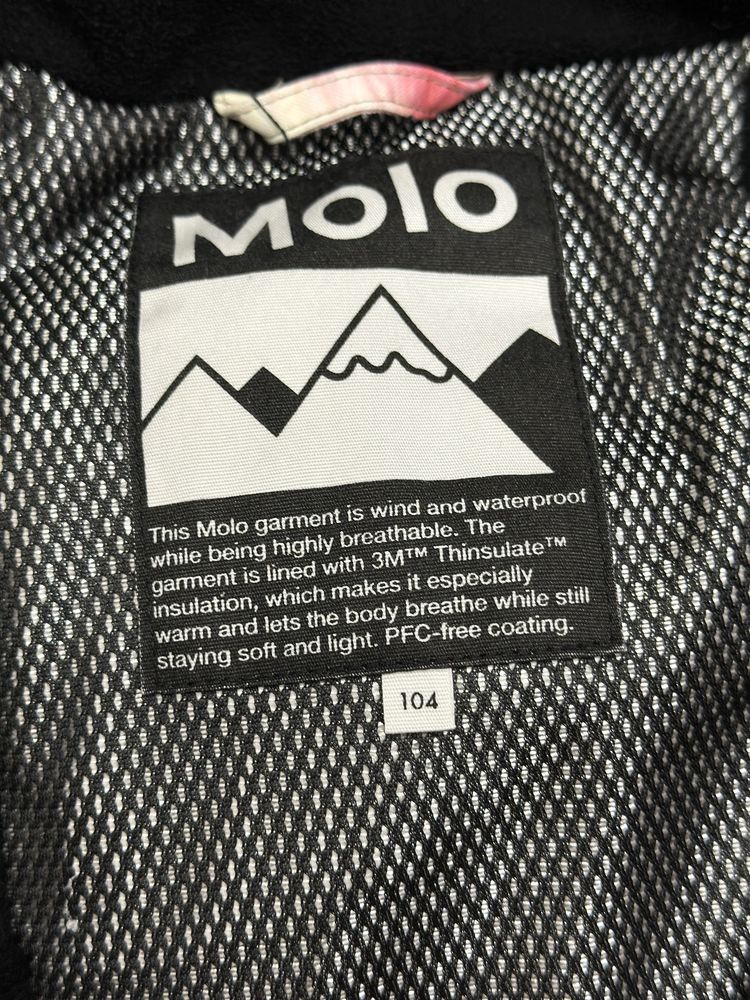 Molo
This Molo garment is wind and waterproof
while being highly breathable. The
garment is lined with 3M™ Thinsulate™
insulation, which makes it especially
warm and lets the body breathe while still
staying soft and light. PFC-free coating.
104